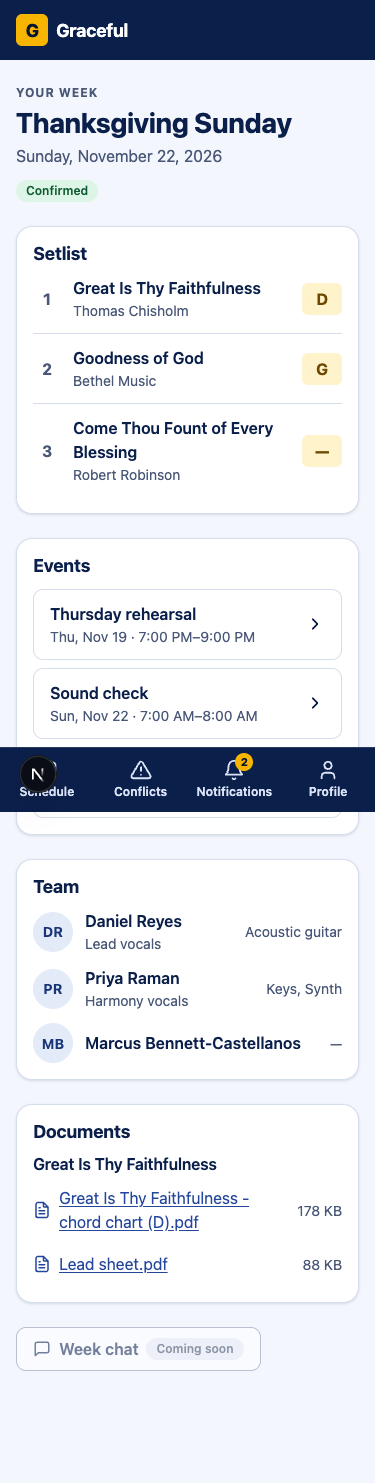 G Graceful
YOUR WEEK
Thanksgiving Sunday
Sunday, November 22, 2026
Confirmed
Setlist
1 Great Is Thy Faithfulness D
Thomas Chisholm
2 Goodness of God G
Bethel Music
3 Come Thou Fount of Every
Blessing —
Robert Robinson
Events
Thursday rehearsal
Thu, Nov 19 · 7:00 PM–9:00 PM
Sound check
Sun, Nov 22 · 7:00 AM–8:00 AM
N 2
Schedule Conflicts Notifications Profile
Team
DR Daniel Reyes Acoustic guitar
Lead vocals
PR Priya Raman Keys, Synth
Harmony vocals
MB Marcus Bennett-Castellanos —
Documents
Great Is Thy Faithfulness
Great Is Thy Faithfulness -
chord chart (D).pdf 178 KB
Lead sheet.pdf 88 KB
Week chat Coming soon